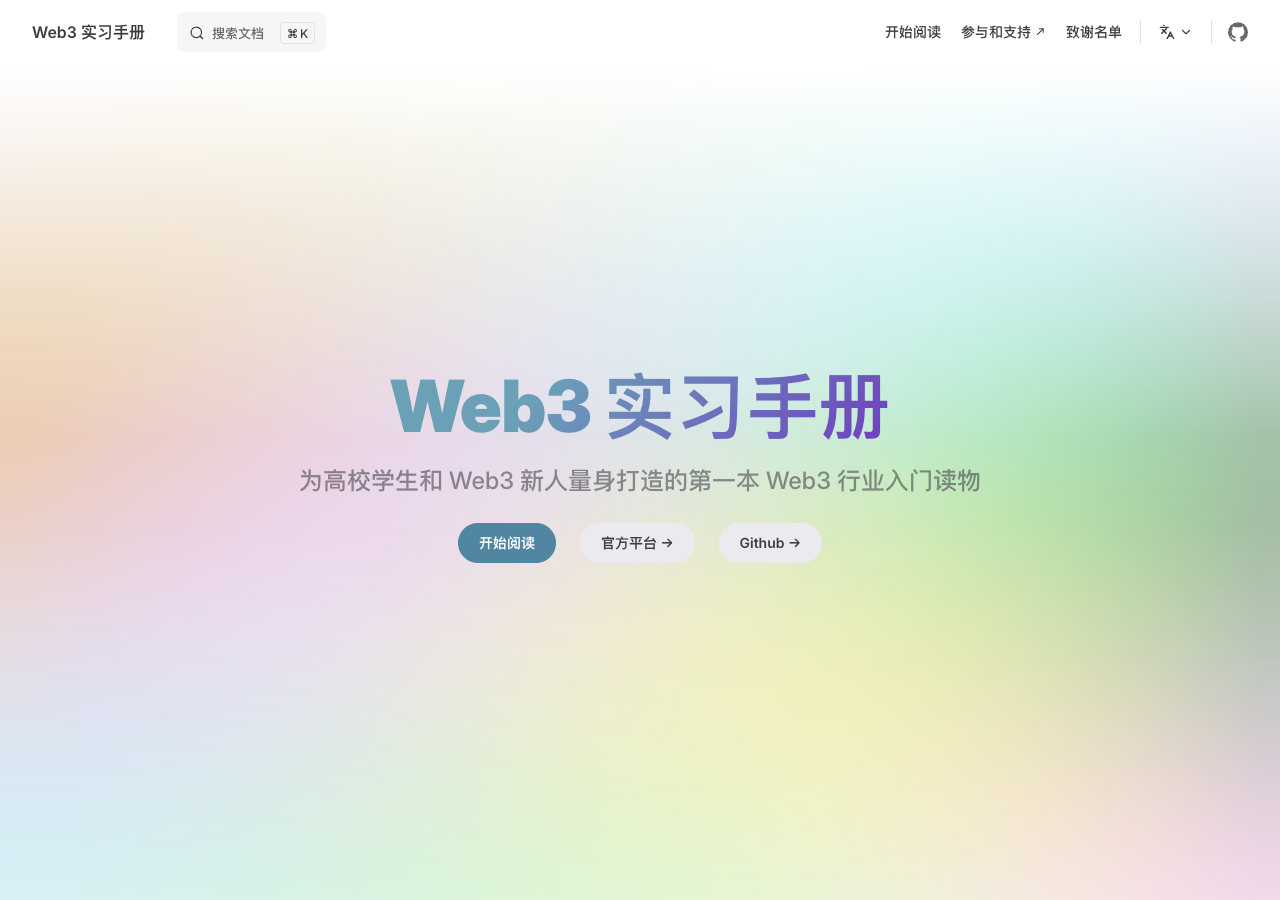 Web3 实习手册
搜索文档 ⌘ K
开始阅读 参与和支持 致谢名单
Web3 实习手册
为高校学生和 Web3 新人量身打造的第一本 Web3 行业入门读物
开始阅读 官方平台 → Github →